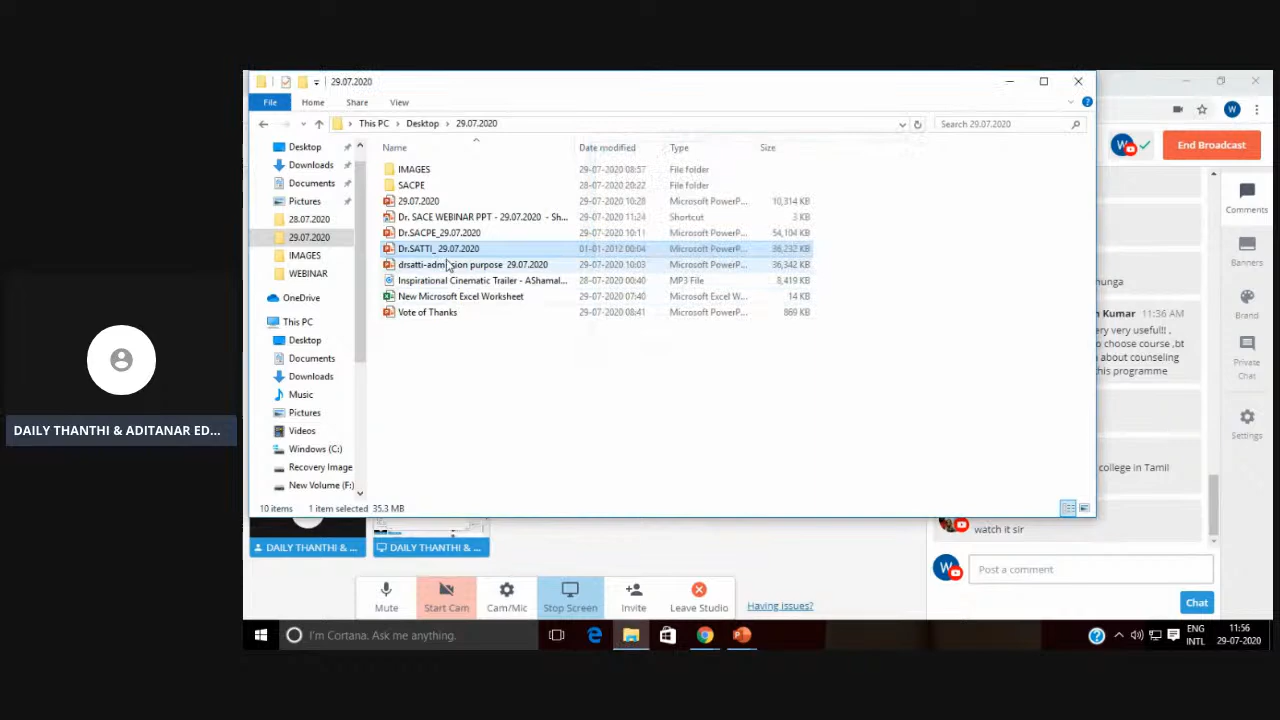 29.07.2020
File Home Share View
This PC Desktop 29.07.2020
Search 29.07.2020
Name Date modified Type Size
Desktop
Downloads
Documents
Pictures
28.07.2020
29.07.2020
IMAGES
WEBINAR
OneDrive
This PC
Desktop
Documents
Downloads
Music
Pictures
Videos
Windows (C:)
Recovery Image
New Volume (F:)
IMAGES 29-07-2020 08:57 File folder
SACPE 28-07-2020 20:22 File folder
29.07.2020 29-07-2020 10:28 Microsoft PowerP... 10,314 KB
Dr. SACE WEBINAR PPT - 29.07.2020 - Sh... 29-07-2020 11:24 Shortcut 3 KB
Dr.SACPE_29.07.2020 29-07-2020 10:11 Microsoft PowerP... 54,104 KB
Dr.SATTI_ 29.07.2020 01-01-2012 00:04 Microsoft PowerP... 36,232 KB
drsatti-admission purpose 29.07.2020 29-07-2020 10:03 Microsoft PowerP... 36,342 KB
Inspirational Cinematic Trailer - AShamal... 28-07-2020 00:40 MP3 File 8,419 KB
New Microsoft Excel Worksheet 29-07-2020 07:40 Microsoft Excel W... 14 KB
Vote of Thanks 29-07-2020 08:41 Microsoft PowerP... 869 KB
10 items 1 item selected 35.3 MB
W
End Broadcast
Comments
Banners
Brand
Private
Chat
Settings
hunga
Kumar 11:36 AM
ery very usefull! ,
to choose course ,bt
about counseling
this programme
college in Tamil
watch it sir
W
Post a comment
Chat
DAILY THANTHI & ADITANAR ED...
DAILY THANTHI & ...
DAILY THANTHI & ...
Mute Start Cam Cam/Mic Stop Screen Invite Leave Studio
Having issues?
I'm Cortana. Ask me anything.
ENG
INTL
11:56
29-07-2020